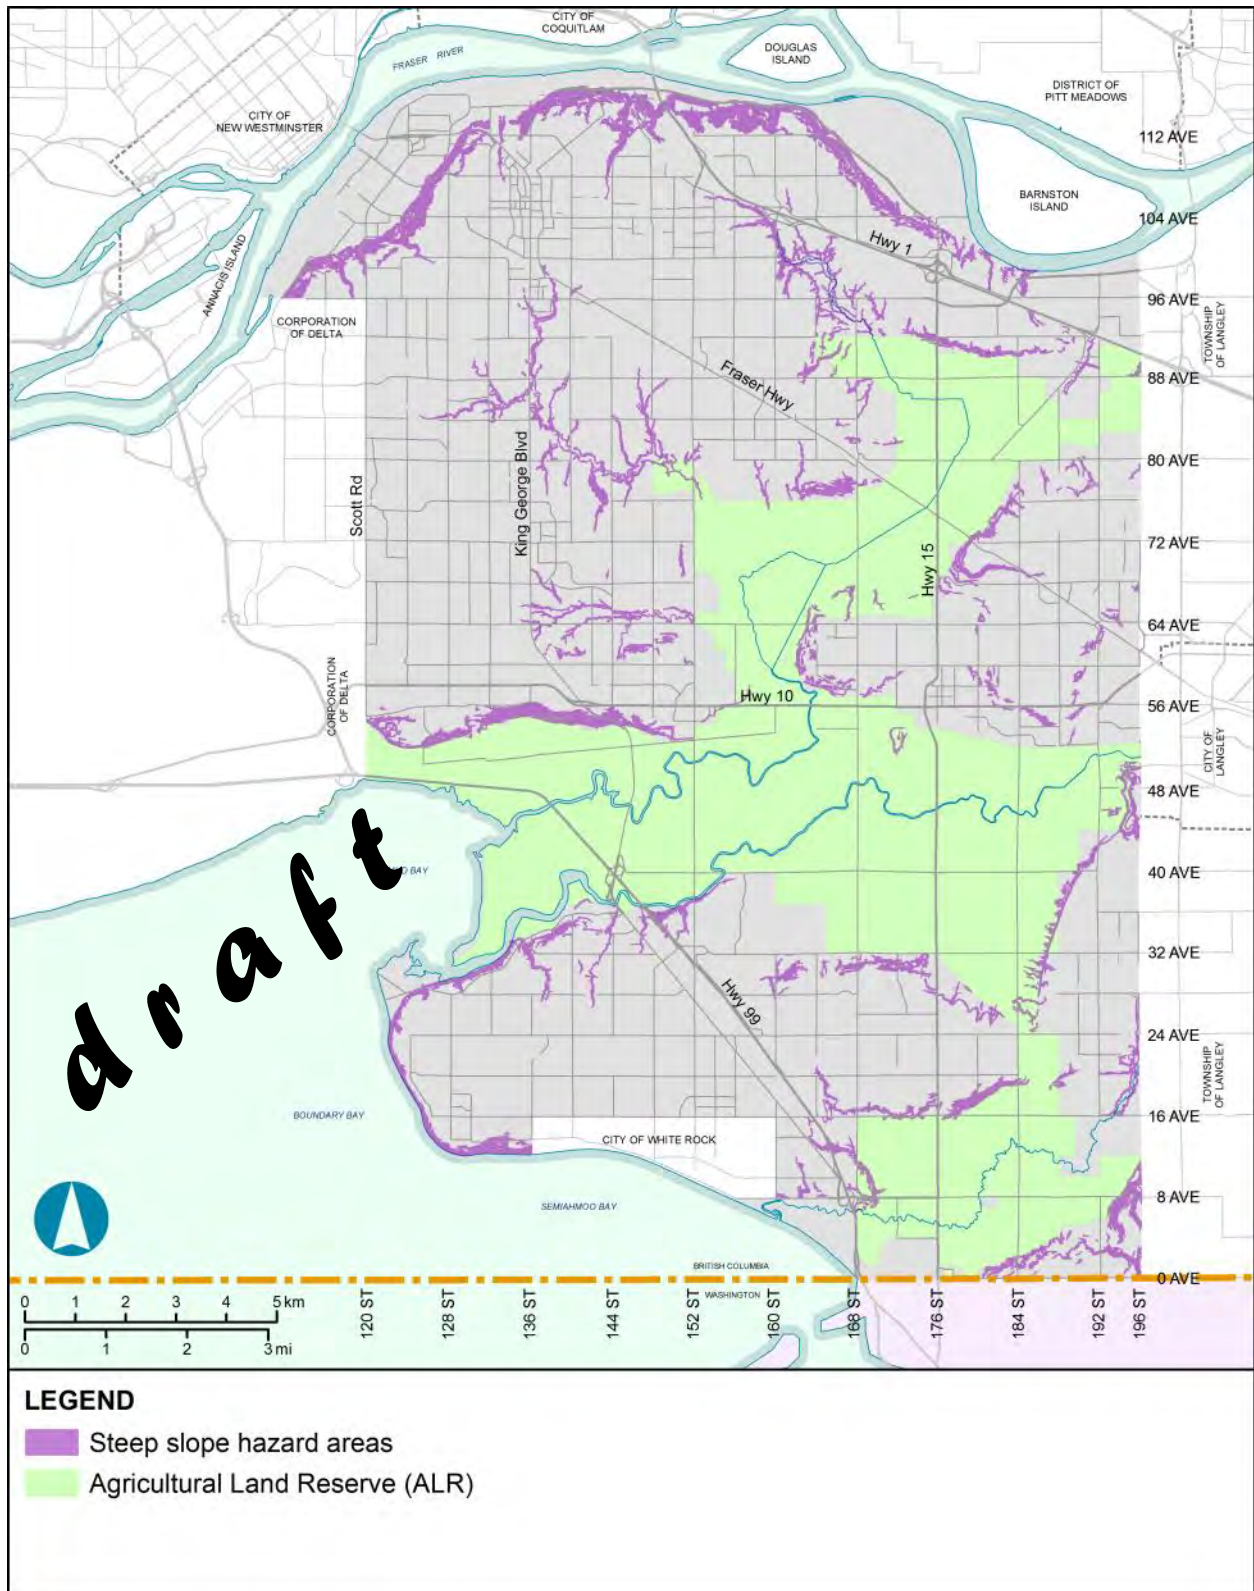 CITY OF
COQUITLAM
FRASER RIVER
DOUGLAS
ISLAND
DISTRICT OF
PITT MEADOWS
CITY OF
NEW WESTMINSTER
112 AVE
BARNSTON
ISLAND
104 AVE
Hwy 1
ANNACIS ISLAND
96 AVE
CORPORATION
OF DELTA
TOWNSHIP
OF LANGLEY
88 AVE
Fraser Hwy
80 AVE
King George Blvd
Scott Rd
72 AVE
Hwy 15
64 AVE
CORPORATION
OF DELTA
Hwy 10
56 AVE
CITY OF
LANGLEY
48 AVE
draft
BAY
40 AVE
32 AVE
Hwy 99
24 AVE
TOWNSHIP
OF LANGLEY
BOUNDARY BAY
16 AVE
CITY OF WHITE ROCK
8 AVE
SEMIAHMOO BAY
BRITISH COLUMBIA
0 AVE
WASHINGTON
0 1 2 3 4 5 km
0 1 2 3 mi
120 ST
128 ST
136 ST
144 ST
152 ST
160 ST
168 ST
176 ST
184 ST
192 ST
196 ST
LEGEND
Steep slope hazard areas
Agricultural Land Reserve (ALR)